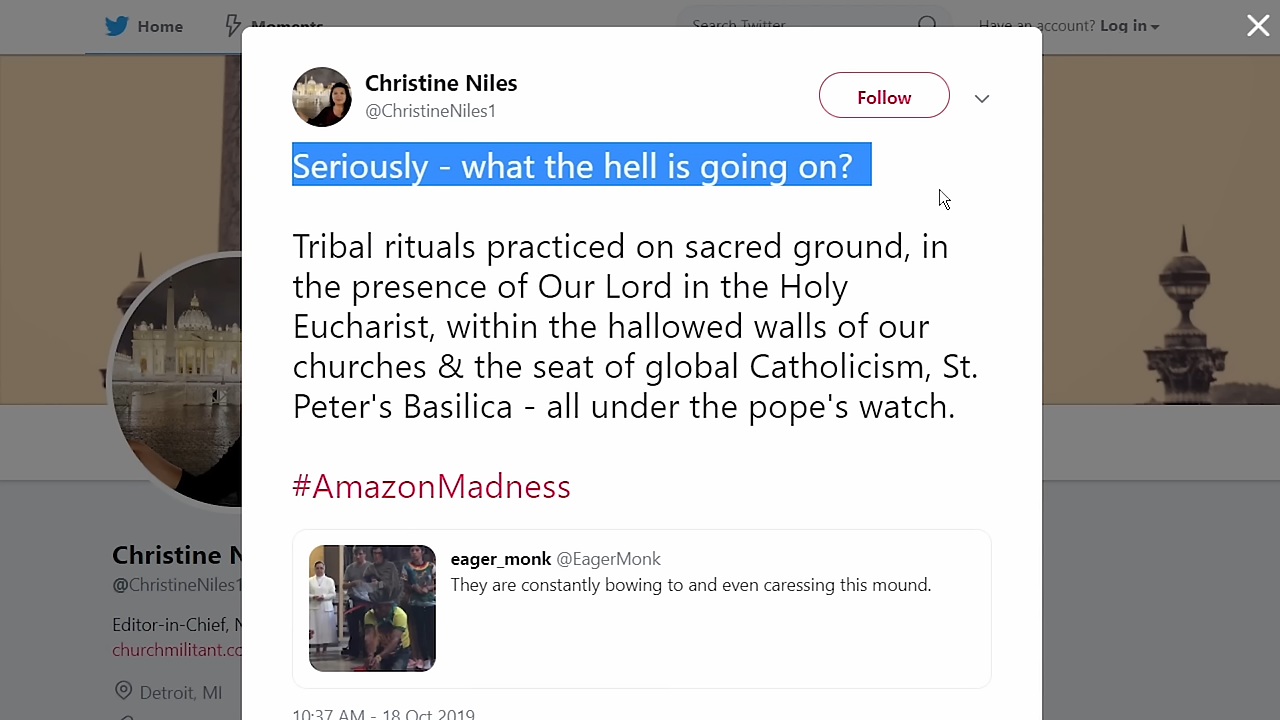 Home
Moments
Search Twitter
Have an account? Log in
Christine Niles
@ChristineNiles1
Follow
Seriously - what the hell is going on?
Tribal rituals practiced on sacred ground, in
the presence of Our Lord in the Holy
Eucharist, within the hallowed walls of our
churches & the seat of global Catholicism, St.
Peter's Basilica - all under the pope's watch.
#AmazonMadness
eager_monk @EagerMonk
They are constantly bowing to and even caressing this mound.
10:37 AM - 18 Oct 2019
Christine N
@ChristineNiles1
Editor-in-Chief,
churchmilitant.co
Detroit, MI